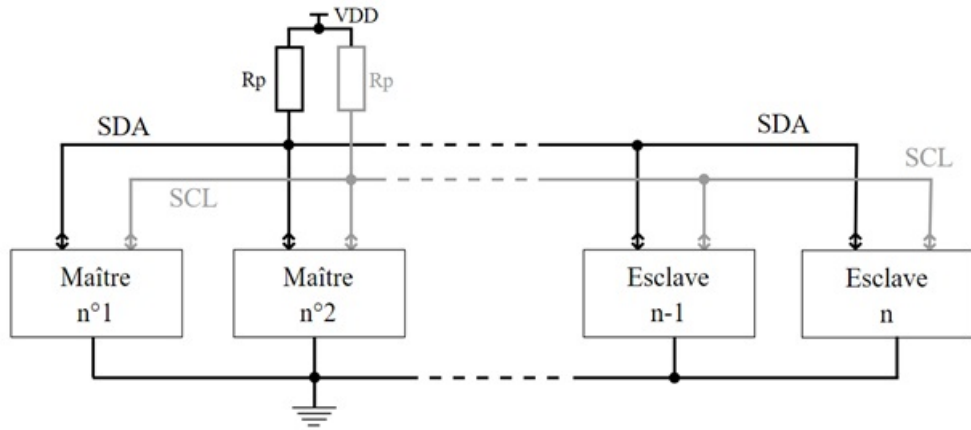 VDD
Rp
Rp
SDA
SDA
SCL
SCL
Maître
n°1
Maître
n°2
Esclave
n-1
Esclave
n